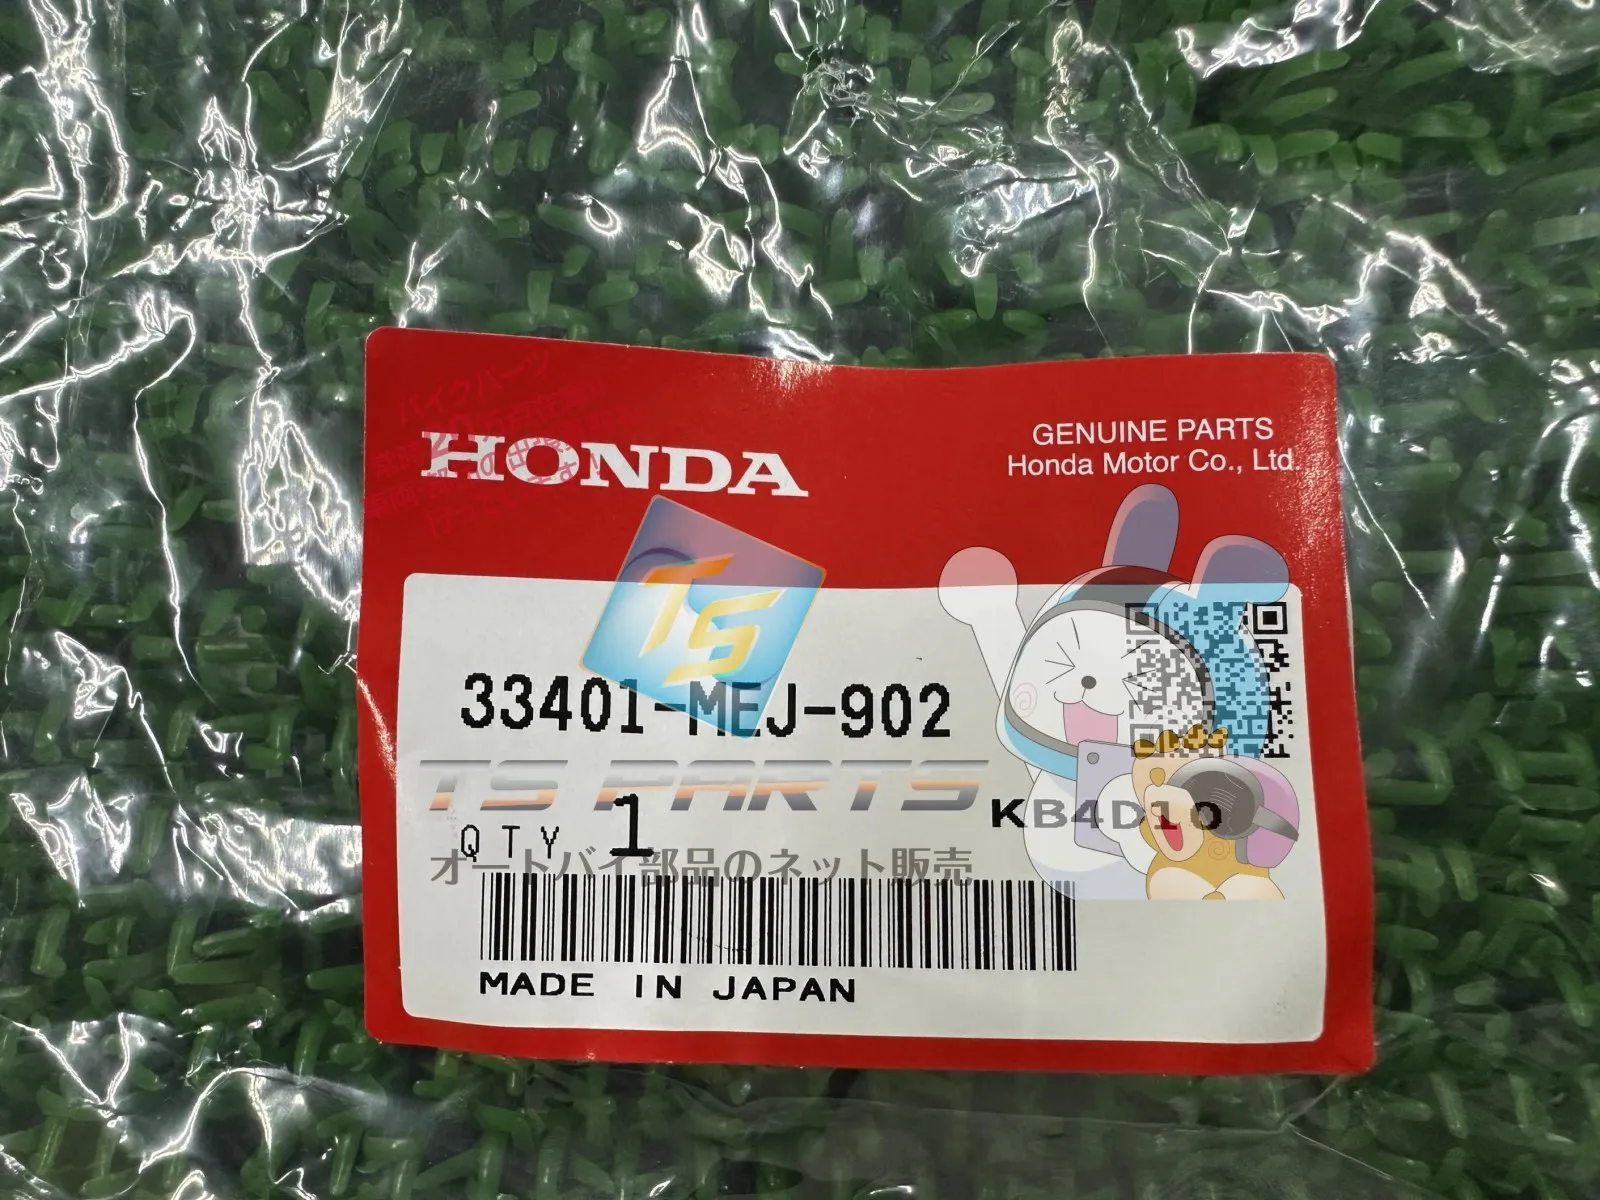 HONDA
GENUINE PARTS
Honda Motor Co., Ltd.
TS
33401-MEJ-902
TS PARTS
QTY 1
KB4D10
オートバイ部品のネット販売
MADE IN JAPAN